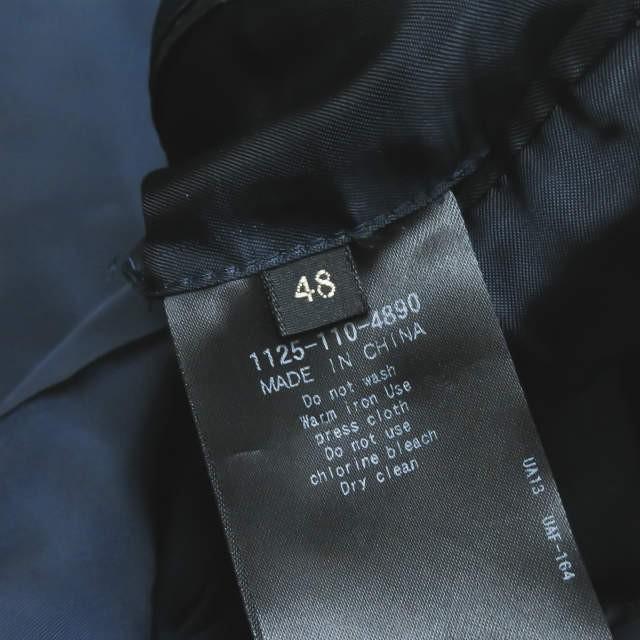 48
1125-110-4890
MADE IN CHINA
Do not wash
Warm Iron Use
press cloth
Do not use
chlorine bleach
Dry clean
UA13 UAF-164